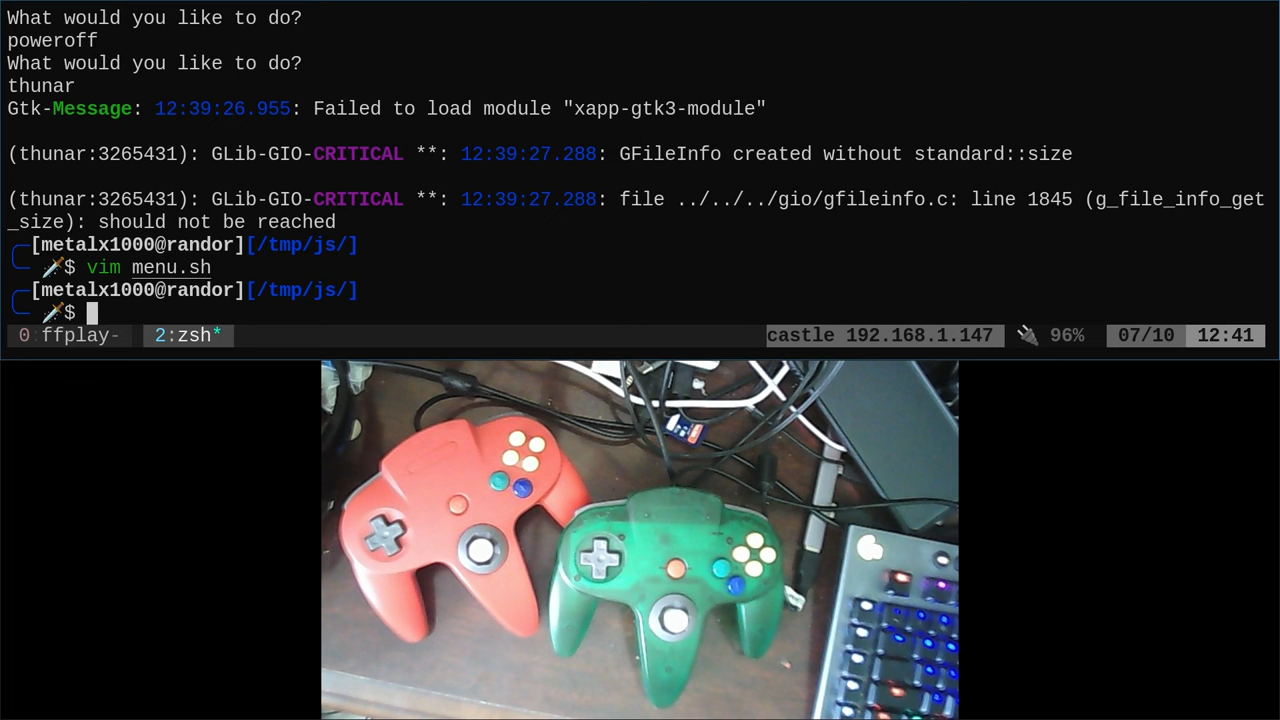 What would you like to do?
poweroff
What would you like to do?
thunar
Gtk-Message: 12:39:26.955: Failed to load module "xapp-gtk3-module"
(thunar:3265431): GLib-GIO-CRITICAL **: 12:39:27.288: GFileInfo created without standard::size
(thunar:3265431): GLib-GIO-CRITICAL **: 12:39:27.288: file ../../../gio/gfileinfo.c: line 1845 (g_file_info_get
_size): should not be reached
[metalx1000@randor][/tmp/js/]
$ vim menu.sh
[metalx1000@randor][/tmp/js/]
$
0:ffplay- 2:zsh* castle 192.168.1.147 96% 07/10 12:41